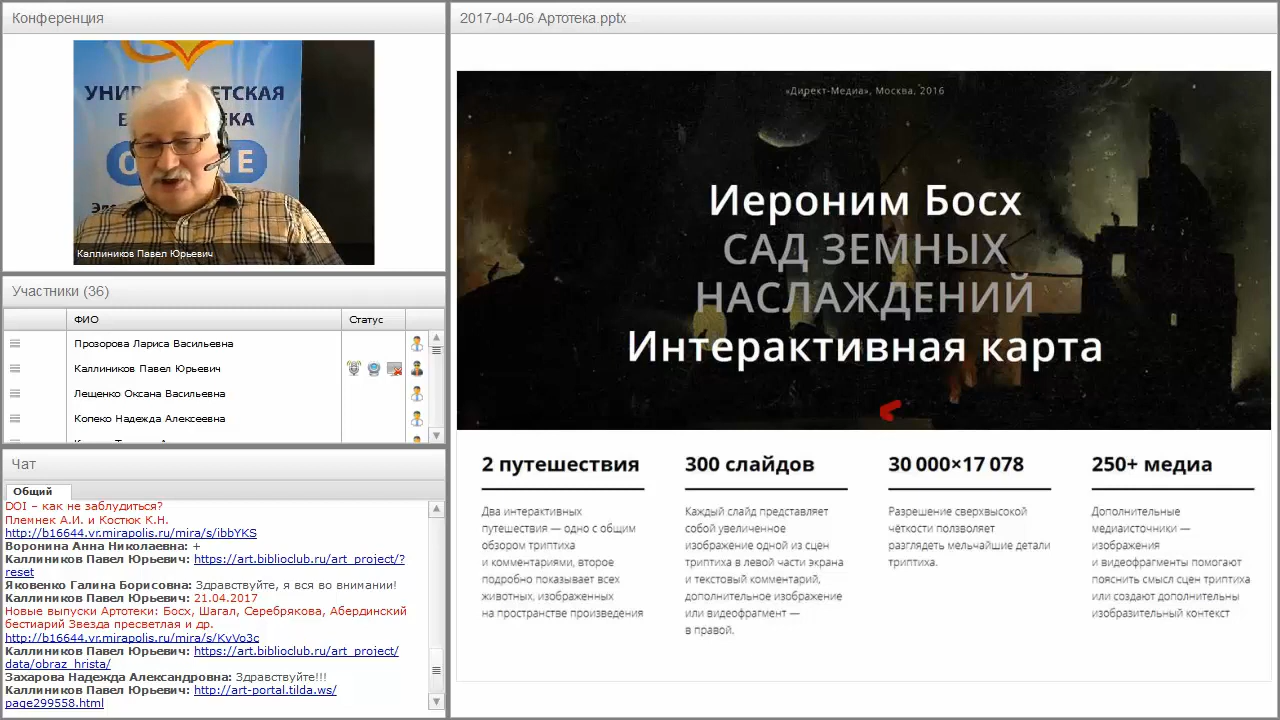 Конференция
УНИВ
ЕТСКАЯ
ЕКА
NE
Каллиников Павел Юрьевич
Участники (36)
ФИО
Статус
Прозорова Лариса Васильевна
Каллиников Павел Юрьевич
Лещенко Оксана Васильевна
Копеко Надежда Алексеевна
Чат
Общий
DOI – как не заблудиться?
Племнек А.И. и Костюк К.Н.
http://b16644.vr.mirapolis.ru/mira/s/ibbYKS
Воронина Анна Николаевна: +
Каллиников Павел Юрьевич: https://art.biblioclub.ru/art_project/?
reset
Яковенко Галина Борисовна: Здравствуйте, я вся во внимании!
Каллиников Павел Юрьевич: 21.04.2017
Новые выпуски Артотеки: Босх, Шагал, Серебрякова, Абердинский
бестиарий Звезда пресветлая и др.
http://b16644.vr.mirapolis.ru/mira/s/KvVo3c
Каллиников Павел Юрьевич: https://art.biblioclub.ru/art_project/
data/obraz_hrista/
Захарова Надежда Александровна: Здравствуйте!!!
Каллиников Павел Юрьевич: http://art-portal.tilda.ws/
page299558.html
2017-04-06 Артотека.pptx
«Директ-Медиа», Москва, 2016
Иероним Босх
САД ЗЕМНЫХ
НАСЛАЖДЕНИЙ
Интерактивная карта
2 путешествия
Два интерактивных
путешествия — одно с общим
обзором триптиха
и комментариями, второе
подробно показывает всех
животных, изображенных
на пространстве произведения
300 слайдов
Каждый слайд представляет
собой увеличенное
изображение одной из сцен
триптиха в левой части экрана
и текстовый комментарий,
дополнительное изображение
или видеофрагмент —
в правой.
30 000×17 078
Разрешение сверхвысокой
чёткости ползволяет
разглядеть мельчайшие детали
триптиха.
250+ медиа
Дополнительные
медиаисточники —
изображения
и видеофрагменты помогают
пояснить смысл сцен триптиха
или создают дополнительны
изобразительный контекст